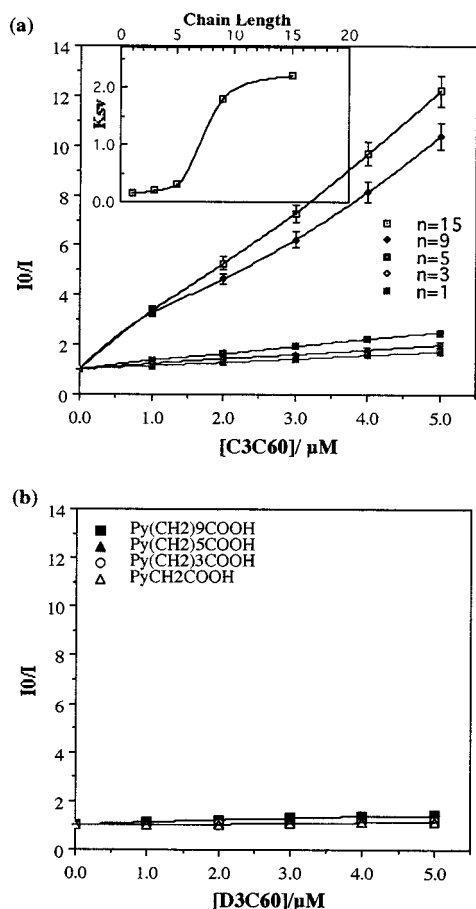 (a)
Chain Length
0 5 10 15 20
14
12
10
8
6
4
2
0
I0/I
Ksv
2.0
1.0
0.0
n=15
n=9
n=5
n=3
n=1
0.0 1.0 2.0 3.0 4.0 5.0
[C3C60]/ µM
(b)
14
12
10
8
6
4
2
0
I0/I
Py(CH2)9COOH
Py(CH2)5COOH
Py(CH2)3COOH
PyCH2COOH
0.0 1.0 2.0 3.0 4.0 5.0
[D3C60]/µM